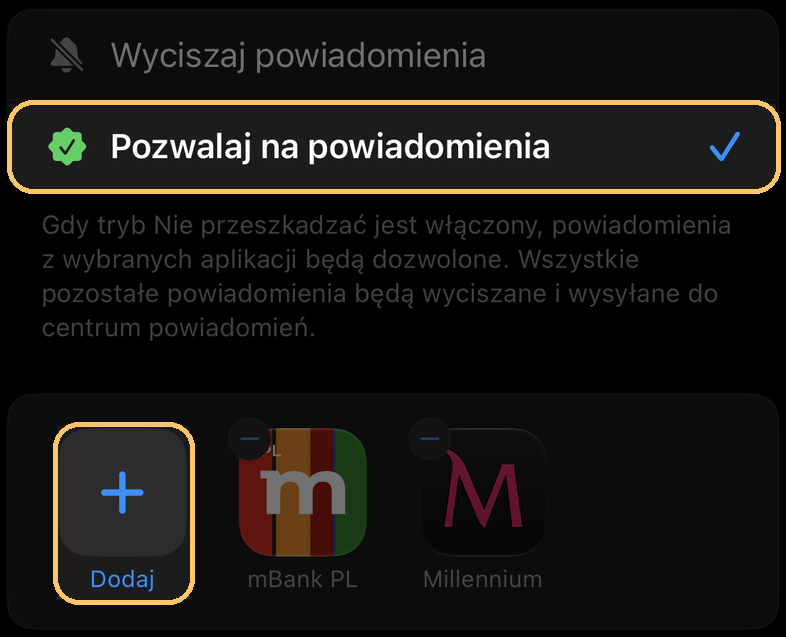 Wyciszaj powiadomienia
Pozwalaj na powiadomienia
Gdy tryb Nie przeszkadzać jest włączony, powiadomienia
z wybranych aplikacji będą dozwolone. Wszystkie
pozostałe powiadomienia będą wyciszane i wysyłane do
centrum powiadomień.
PL
m
M
Dodaj
mBank PL
Millennium